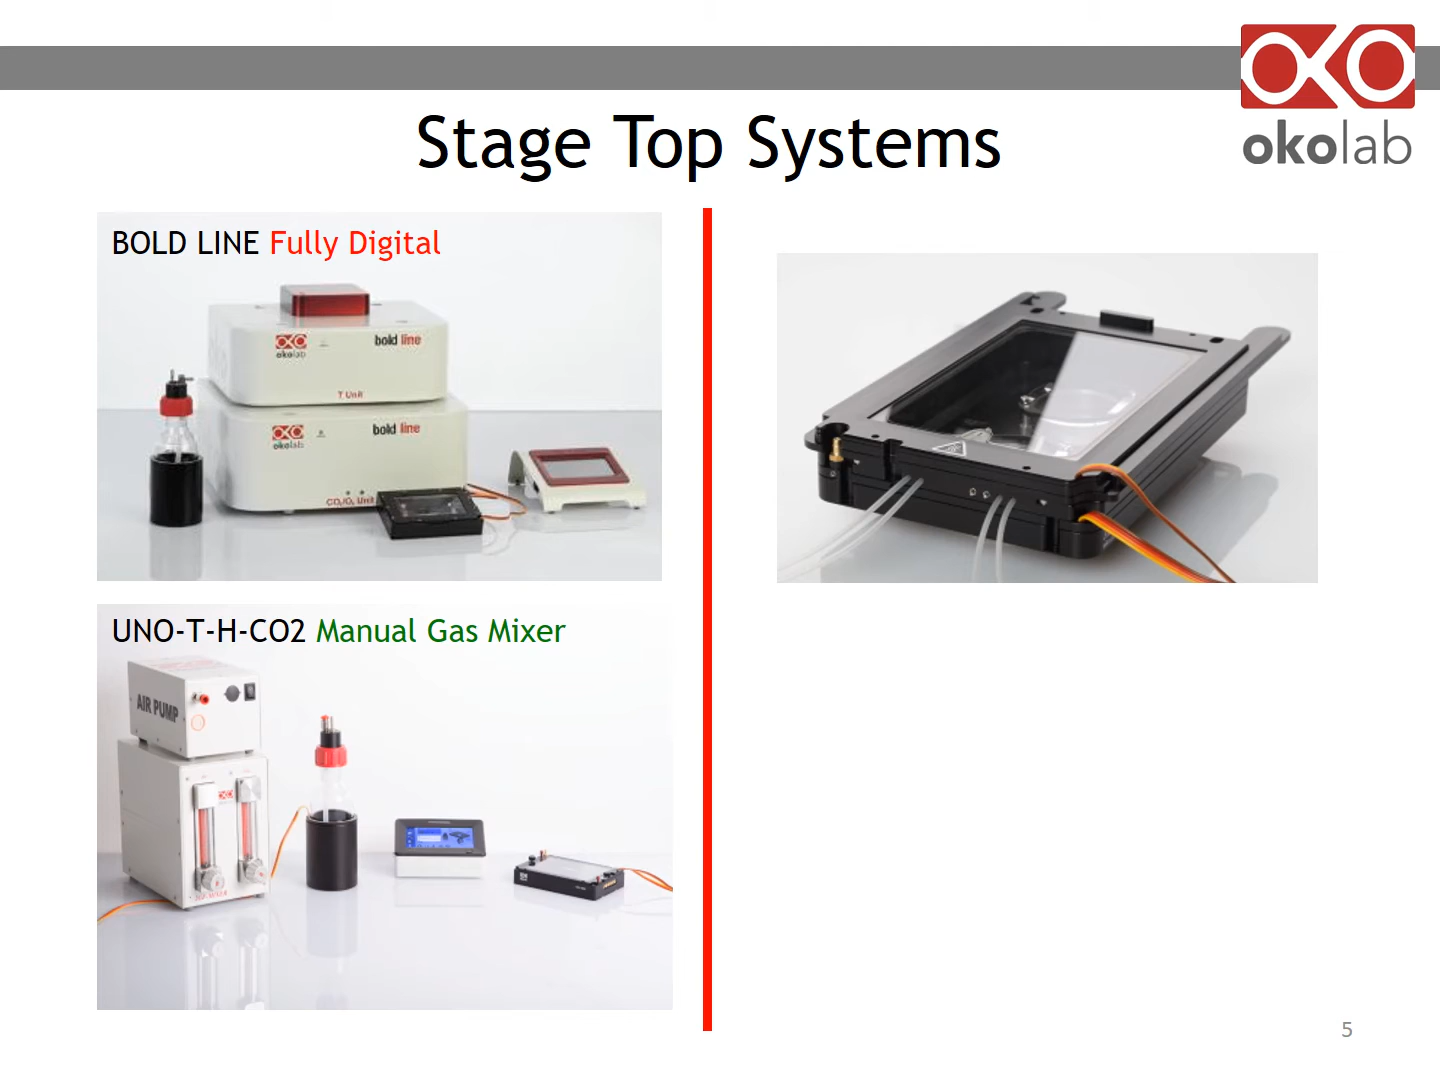 okolab
Stage Top Systems
BOLD LINE Fully Digital
okolab
bold line
T Unit
okolab
bold line
CO₂/O₂ Unit
UNO-T-H-CO2 Manual Gas Mixer
AIR PUMP
5